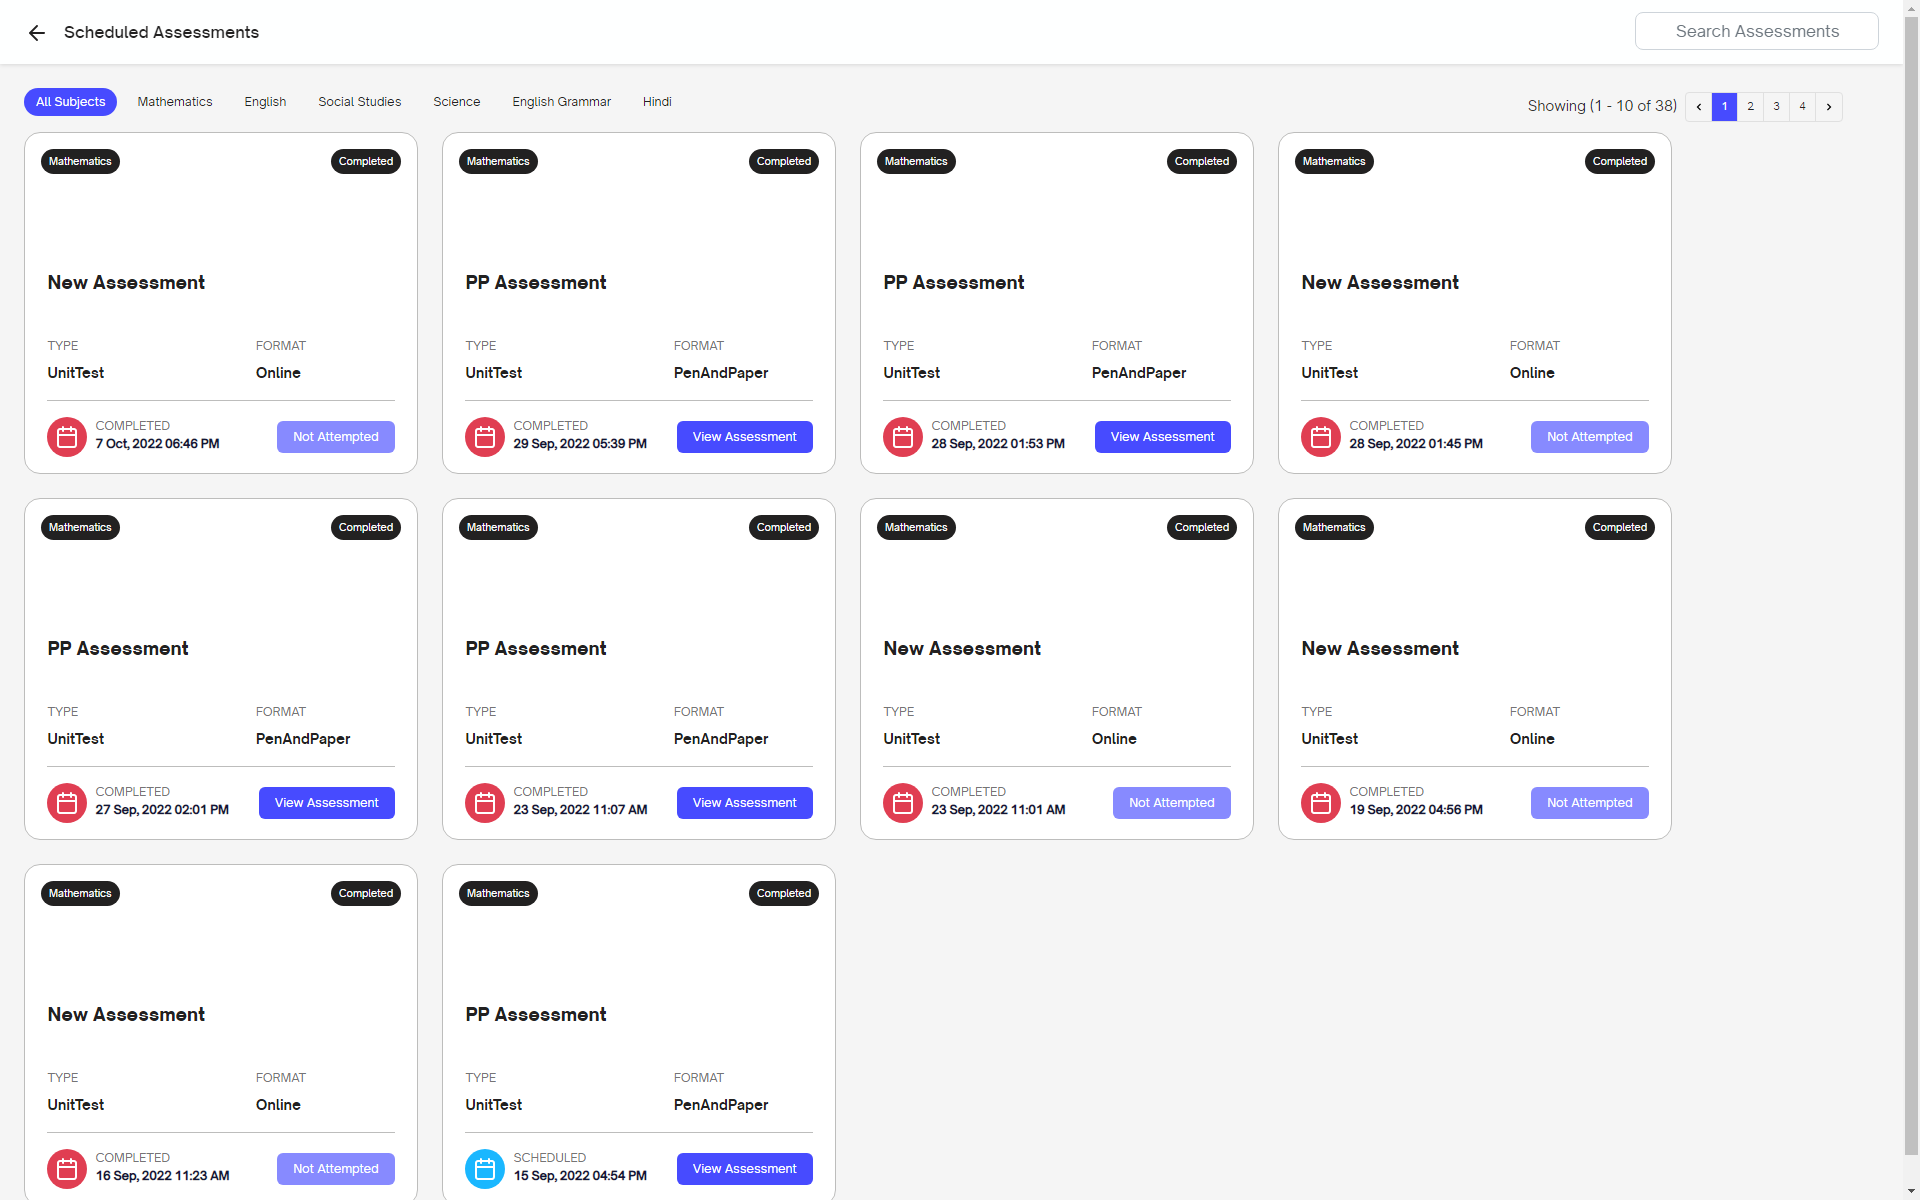 Scheduled Assessments
Search Assessments
All Subjects Mathematics English Social Studies Science English Grammar Hindi
Showing (1 - 10 of 38) ‹ 1 2 3 4 ›
Mathematics Completed
New Assessment
TYPE FORMAT
UnitTest Online
COMPLETED
7 Oct, 2022 06:46 PM
Not Attempted
Mathematics Completed
PP Assessment
TYPE FORMAT
UnitTest PenAndPaper
COMPLETED
29 Sep, 2022 05:39 PM
View Assessment
Mathematics Completed
PP Assessment
TYPE FORMAT
UnitTest PenAndPaper
COMPLETED
28 Sep, 2022 01:53 PM
View Assessment
Mathematics Completed
New Assessment
TYPE FORMAT
UnitTest Online
COMPLETED
28 Sep, 2022 01:45 PM
Not Attempted
Mathematics Completed
PP Assessment
TYPE FORMAT
UnitTest PenAndPaper
COMPLETED
27 Sep, 2022 02:01 PM
View Assessment
Mathematics Completed
PP Assessment
TYPE FORMAT
UnitTest PenAndPaper
COMPLETED
23 Sep, 2022 11:07 AM
View Assessment
Mathematics Completed
New Assessment
TYPE FORMAT
UnitTest Online
COMPLETED
23 Sep, 2022 11:01 AM
Not Attempted
Mathematics Completed
New Assessment
TYPE FORMAT
UnitTest Online
COMPLETED
19 Sep, 2022 04:56 PM
Not Attempted
Mathematics Completed
New Assessment
TYPE FORMAT
UnitTest Online
COMPLETED
16 Sep, 2022 11:23 AM
Not Attempted
Mathematics Completed
PP Assessment
TYPE FORMAT
UnitTest PenAndPaper
SCHEDULED
15 Sep, 2022 04:54 PM
View Assessment